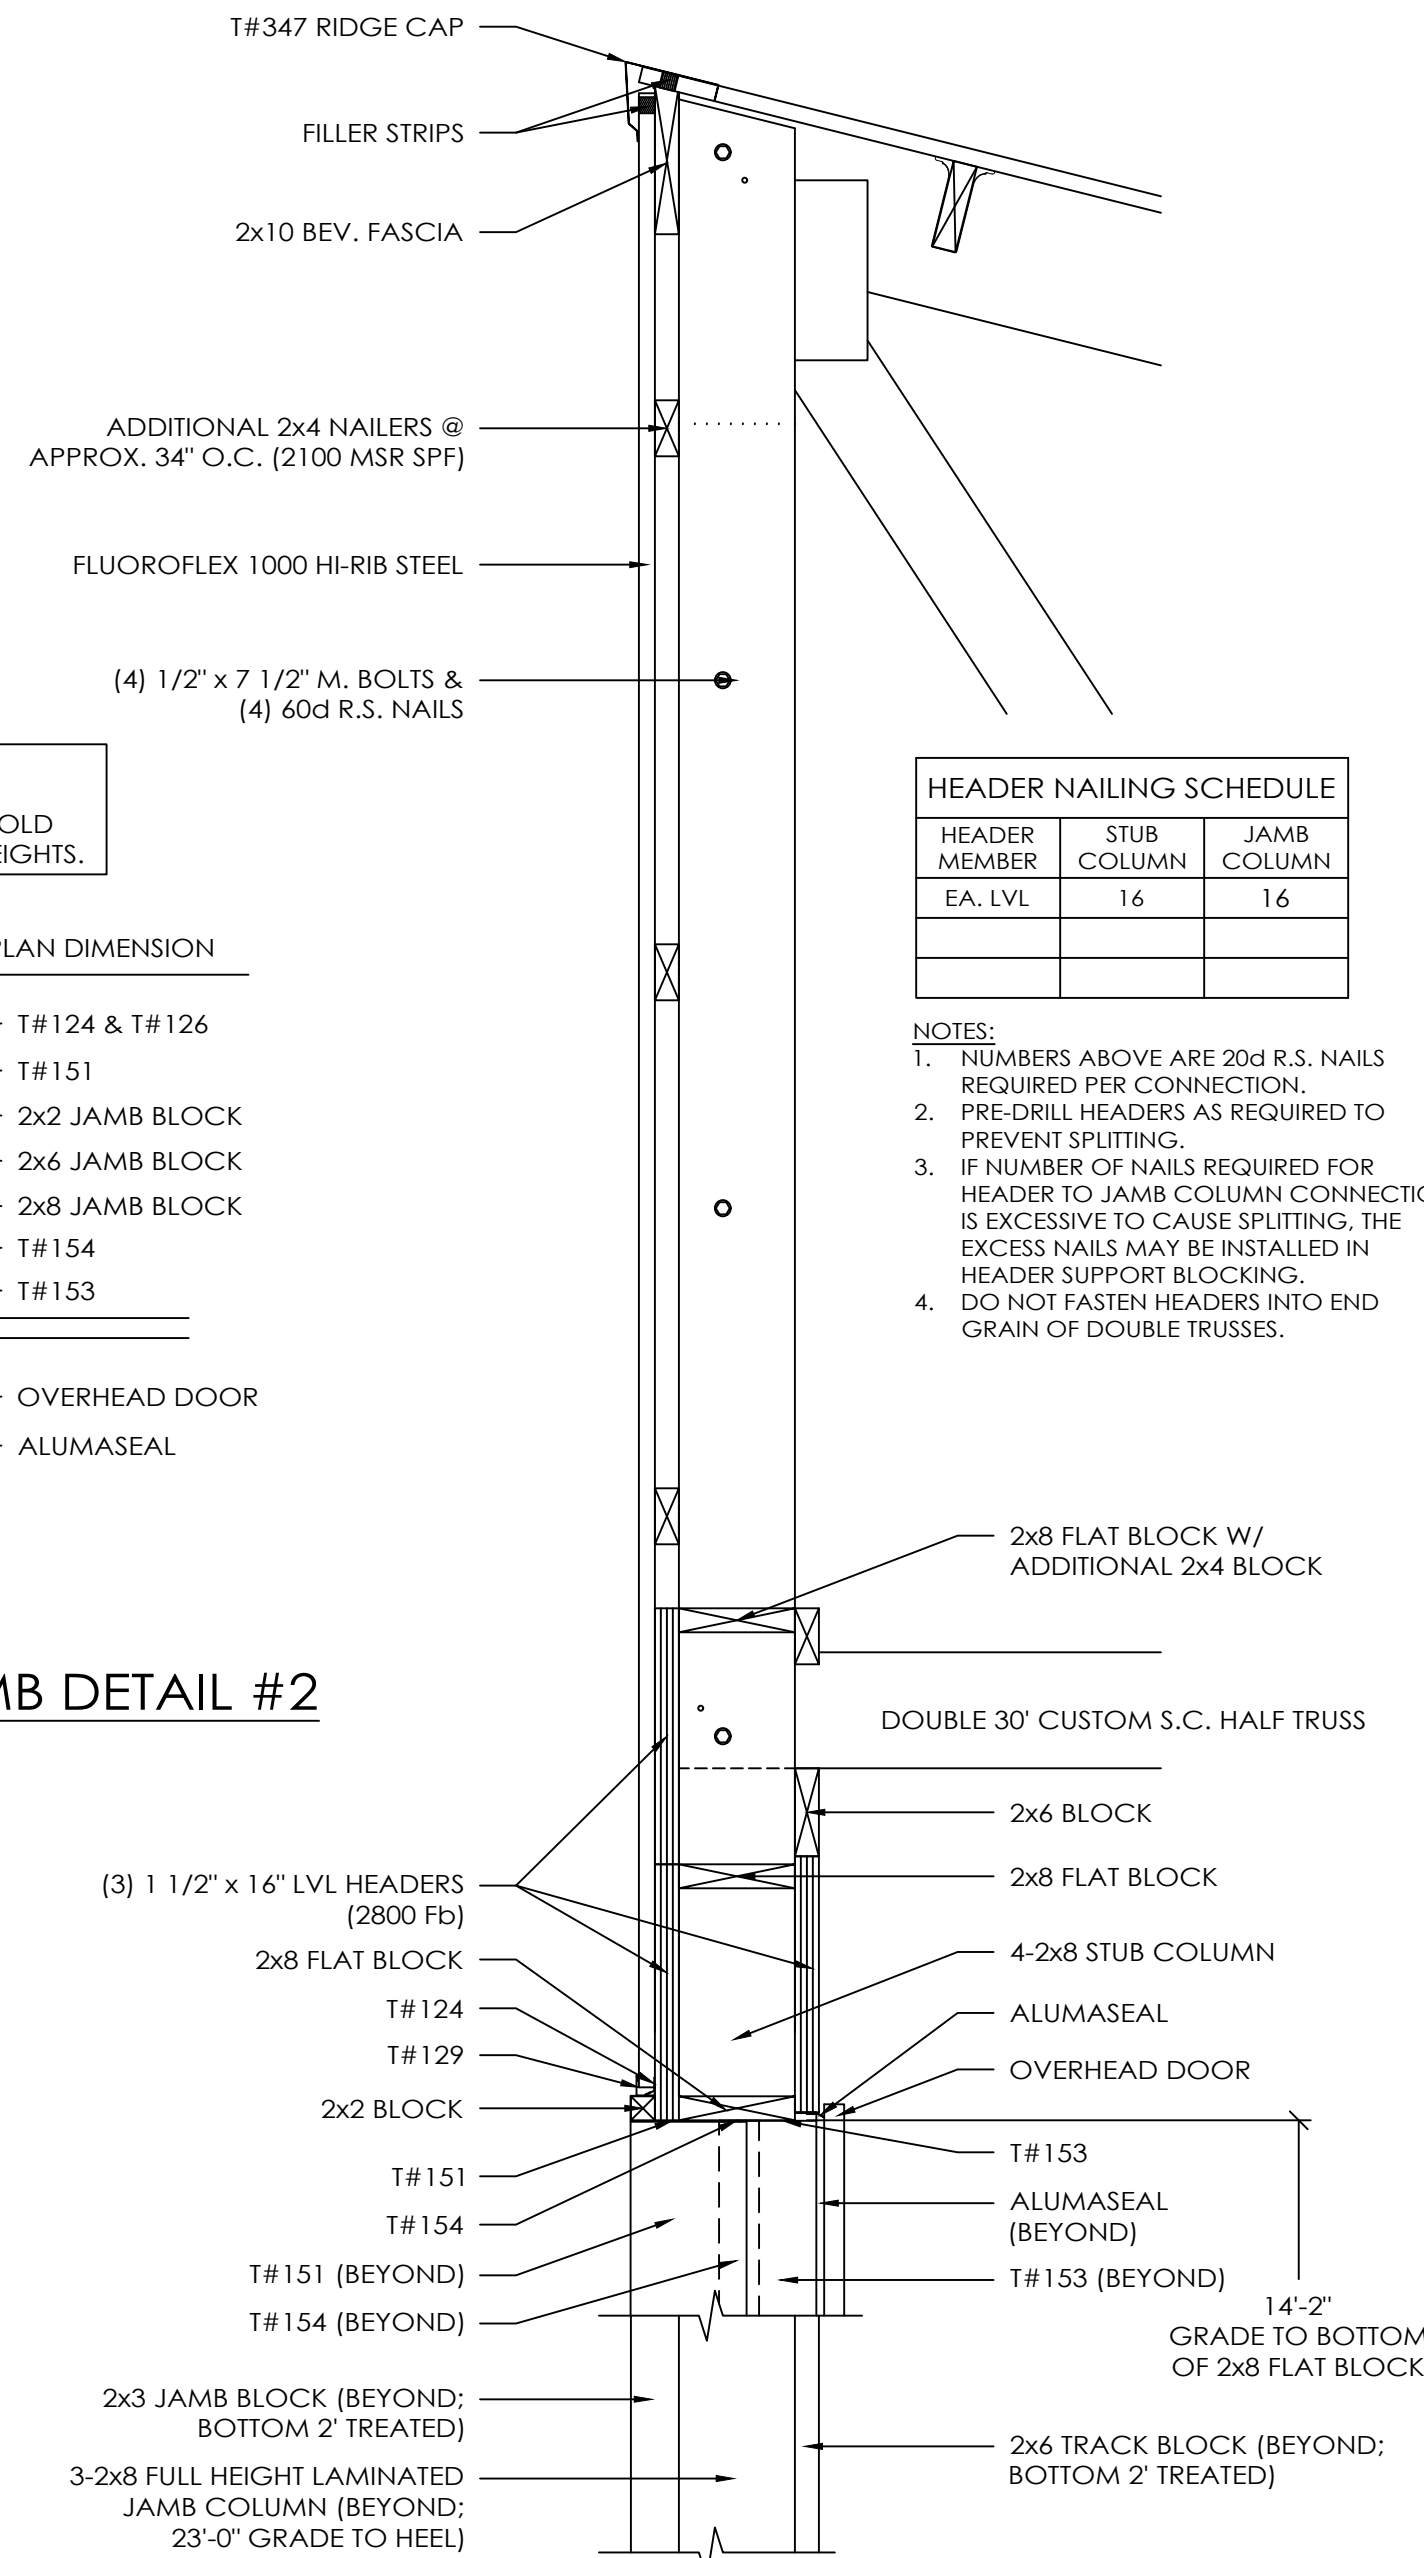 T#347 RIDGE CAP
FILLER STRIPS
2x10 BEV. FASCIA
ADDITIONAL 2x4 NAILERS @
APPROX. 34" O.C. (2100 MSR SPF)
FLUOROFLEX 1000 HI-RIB STEEL
(4) 1/2" x 7 1/2" M. BOLTS &
(4) 60d R.S. NAILS
OLD
EIGHTS.
PLAN DIMENSION
T#124 & T#126
T#151
2x2 JAMB BLOCK
2x6 JAMB BLOCK
2x8 JAMB BLOCK
T#154
T#153
OVERHEAD DOOR
ALUMASEAL
MB DETAIL #2
HEADER NAILING SCHEDULE
HEADER MEMBER STUB COLUMN JAMB COLUMN
EA. LVL 16 16
NOTES:
1. NUMBERS ABOVE ARE 20d R.S. NAILS
REQUIRED PER CONNECTION.
2. PRE-DRILL HEADERS AS REQUIRED TO
PREVENT SPLITTING.
3. IF NUMBER OF NAILS REQUIRED FOR
HEADER TO JAMB COLUMN CONNECTIO
IS EXCESSIVE TO CAUSE SPLITTING, THE
EXCESS NAILS MAY BE INSTALLED IN
HEADER SUPPORT BLOCKING.
4. DO NOT FASTEN HEADERS INTO END
GRAIN OF DOUBLE TRUSSES.
2x8 FLAT BLOCK W/
ADDITIONAL 2x4 BLOCK
DOUBLE 30' CUSTOM S.C. HALF TRUSS
2x6 BLOCK
2x8 FLAT BLOCK
4-2x8 STUB COLUMN
ALUMASEAL
OVERHEAD DOOR
T#153
ALUMASEAL
(BEYOND)
T#153 (BEYOND)
14'-2"
GRADE TO BOTTOM
OF 2x8 FLAT BLOCK
2x6 TRACK BLOCK (BEYOND;
BOTTOM 2' TREATED)
(3) 1 1/2" x 16" LVL HEADERS
(2800 Fb)
2x8 FLAT BLOCK
T#124
T#129
2x2 BLOCK
T#151
T#154
T#151 (BEYOND)
T#154 (BEYOND)
2x3 JAMB BLOCK (BEYOND;
BOTTOM 2' TREATED)
3-2x8 FULL HEIGHT LAMINATED
JAMB COLUMN (BEYOND;
23'-0" GRADE TO HEEL)